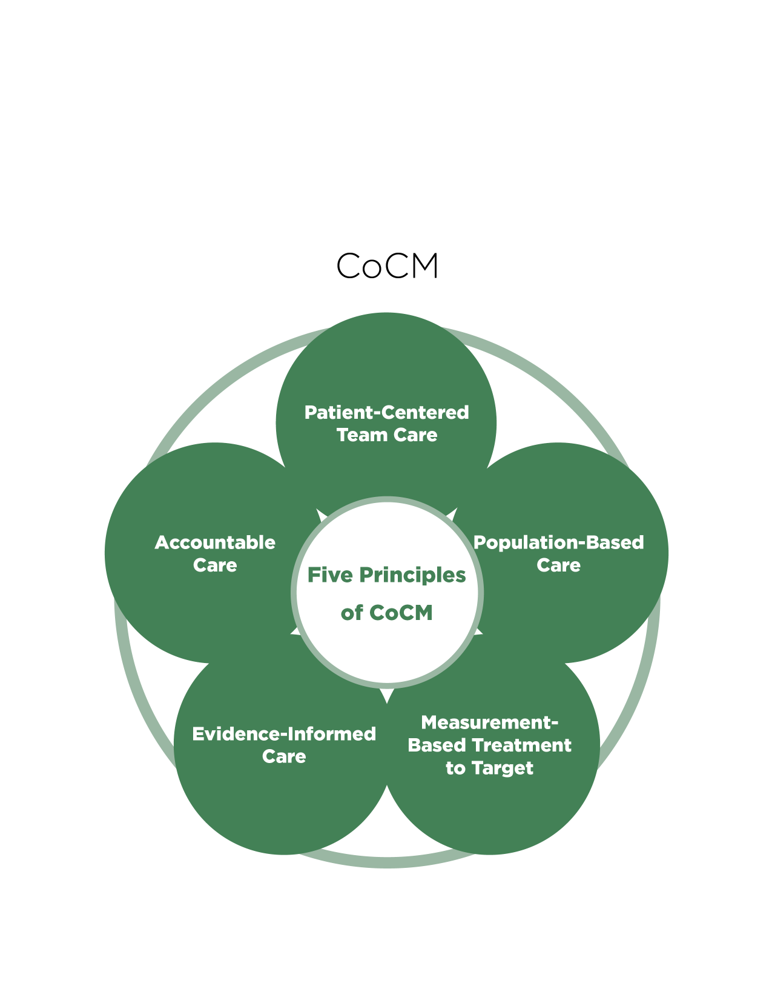 CoCM
Patient-Centered
Team Care
Accountable
Care
Population-Based
Care
Five Principles
of CoCM
Evidence-Informed
Care
Measurement-
Based Treatment
to Target